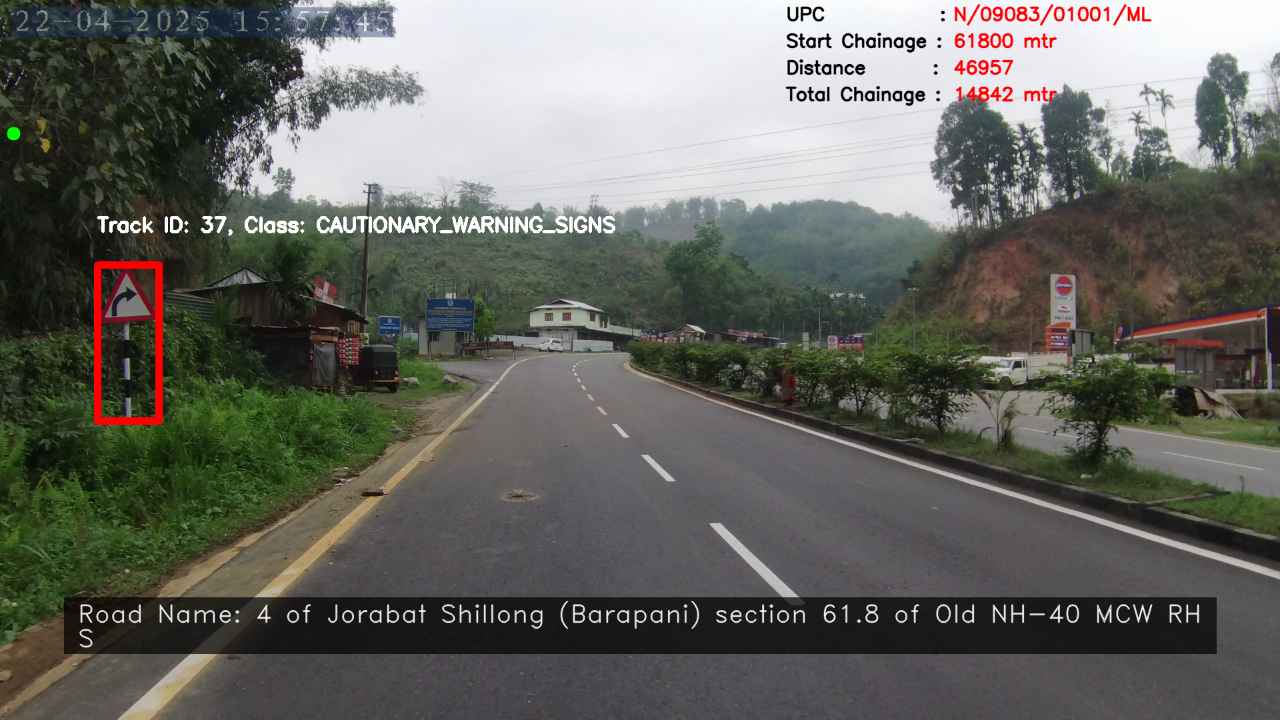 22-04-2025 15:57:45
UPC : N/09083/01001/ML
Start Chainage : 61800 mtr
Distance : 46957
Total Chainage : 14842 mtr
Track ID: 37, Class: CAUTIONARY_WARNING_SIGNS
Road Name: 4 of Jorabat Shillong (Barapani) section 61.8 of Old NH-40 MCW RH
S